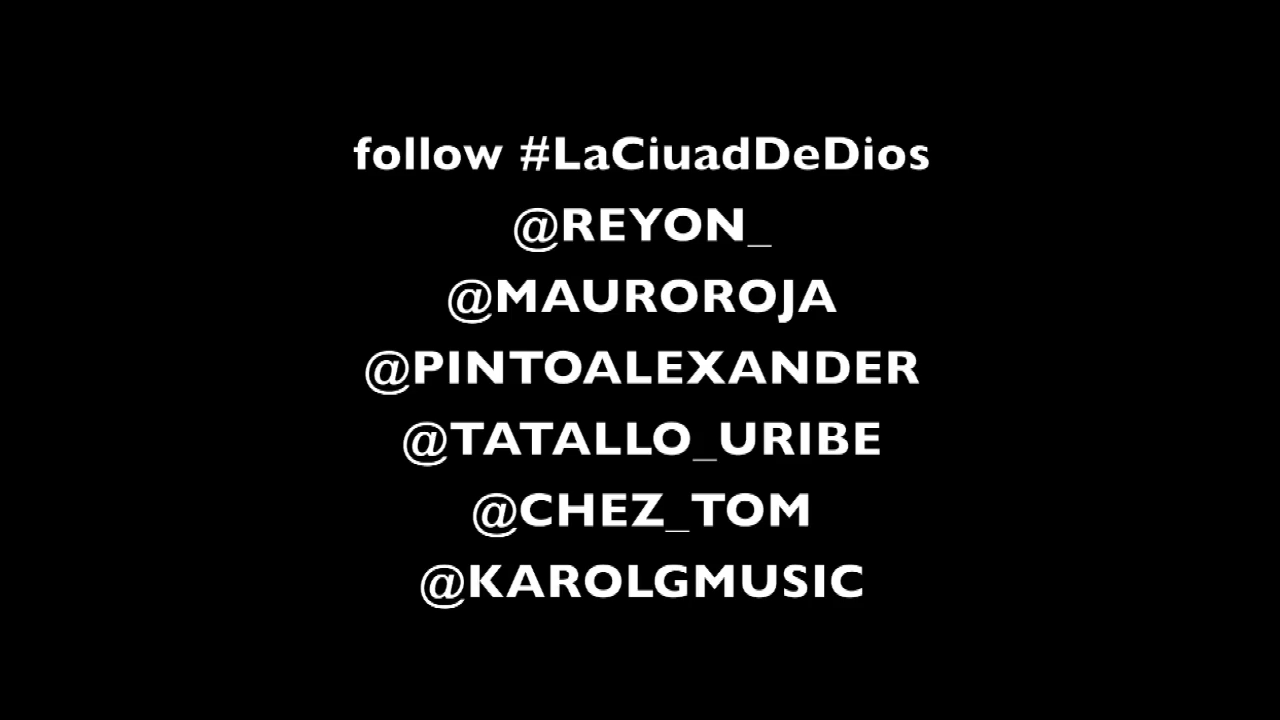 follow #LaCiuadDeDios
@REYON_
@MAUROROJA
@PINTOALEXANDER
@TATALLO_URIBE
@CHEZ_TOM
@KAROLGMUSIC